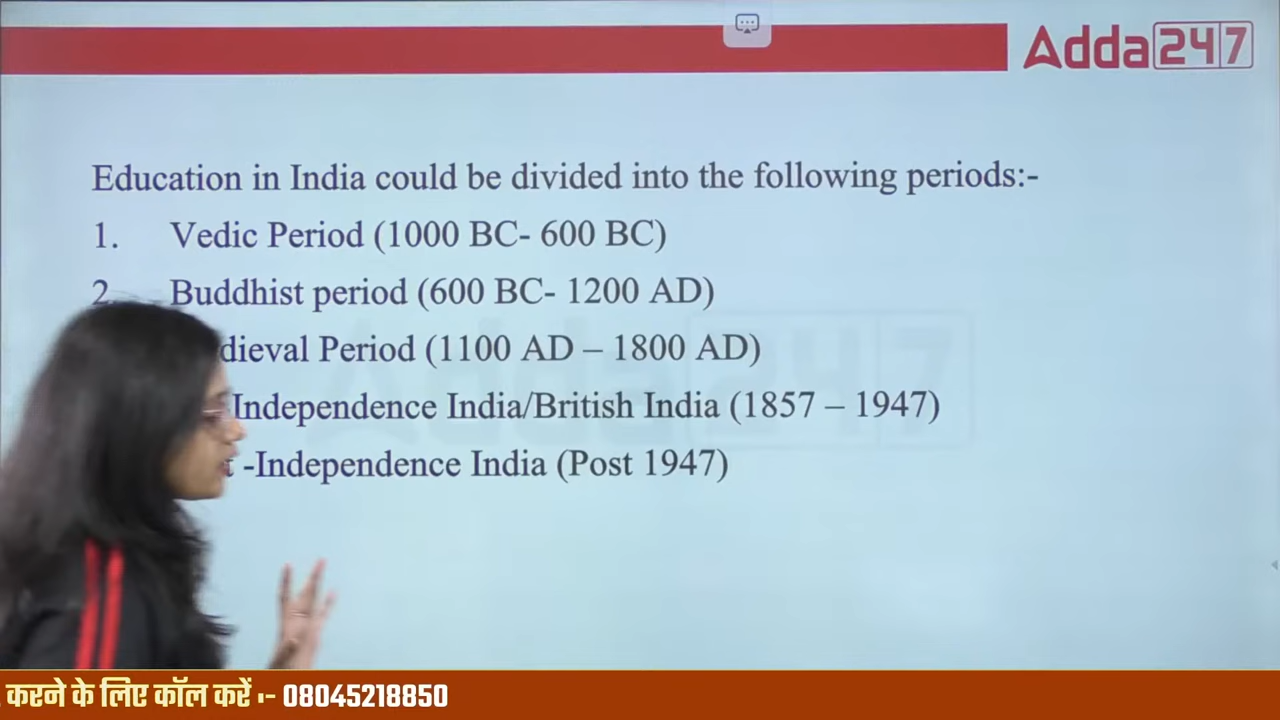 Adda247
Education in India could be divided into the following periods:-
1. Vedic Period (1000 BC- 600 BC)
2. Buddhist period (600 BC- 1200 AD)
dieval Period (1100 AD – 1800 AD)
Independence India/British India (1857 – 1947)
-Independence India (Post 1947)
करने के लिए कॉल करें :- 08045218850